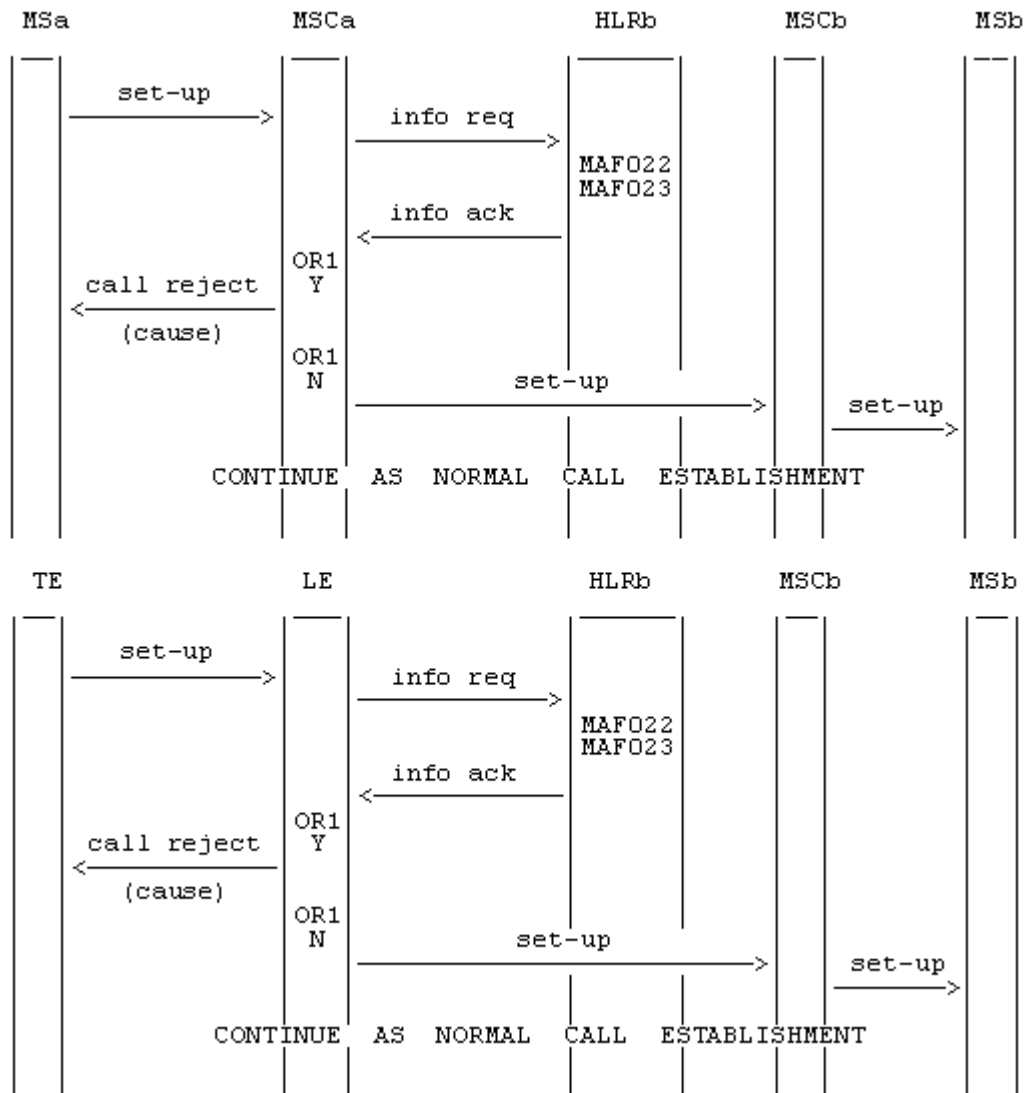 MSa MSCa HLRb MSCb MSb
set-up
info req
MAF022
MAF023
info ack
OR1
Y
call reject
(cause)
OR1
N
set-up
set-up
CONTINUE AS NORMAL CALL ESTABLISHMENT
TE LE HLRb MSCb MSb
set-up
info req
MAF022
MAF023
info ack
OR1
Y
call reject
(cause)
OR1
N
set-up
set-up
CONTINUE AS NORMAL CALL ESTABLISHMENT